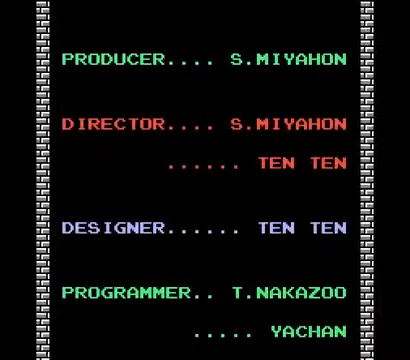 PRODUCER.... S.MIYAHON
DIRECTOR.... S.MIYAHON
...... TEN TEN
DESIGNER...... TEN TEN
PROGRAMMER.. T.NAKAZOO
..... YACHAN